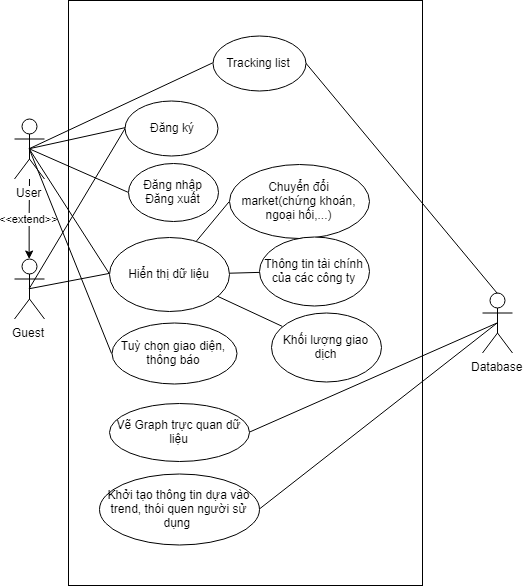 Tracking list
Đăng ký
User
Đăng nhập
Đăng xuất
Chuyển đổi
market(chứng khoán,
ngoại hối,...)
<<extend>>
Hiển thị dữ liệu
Thông tin tài chính
của các công ty
Guest
Tuỳ chọn giao diện,
thông báo
Khối lượng giao
dịch
Database
Vẽ Graph trực quan dữ
liệu
Khởi tạo thông tin dựa vào
trend, thói quen người sử
dụng